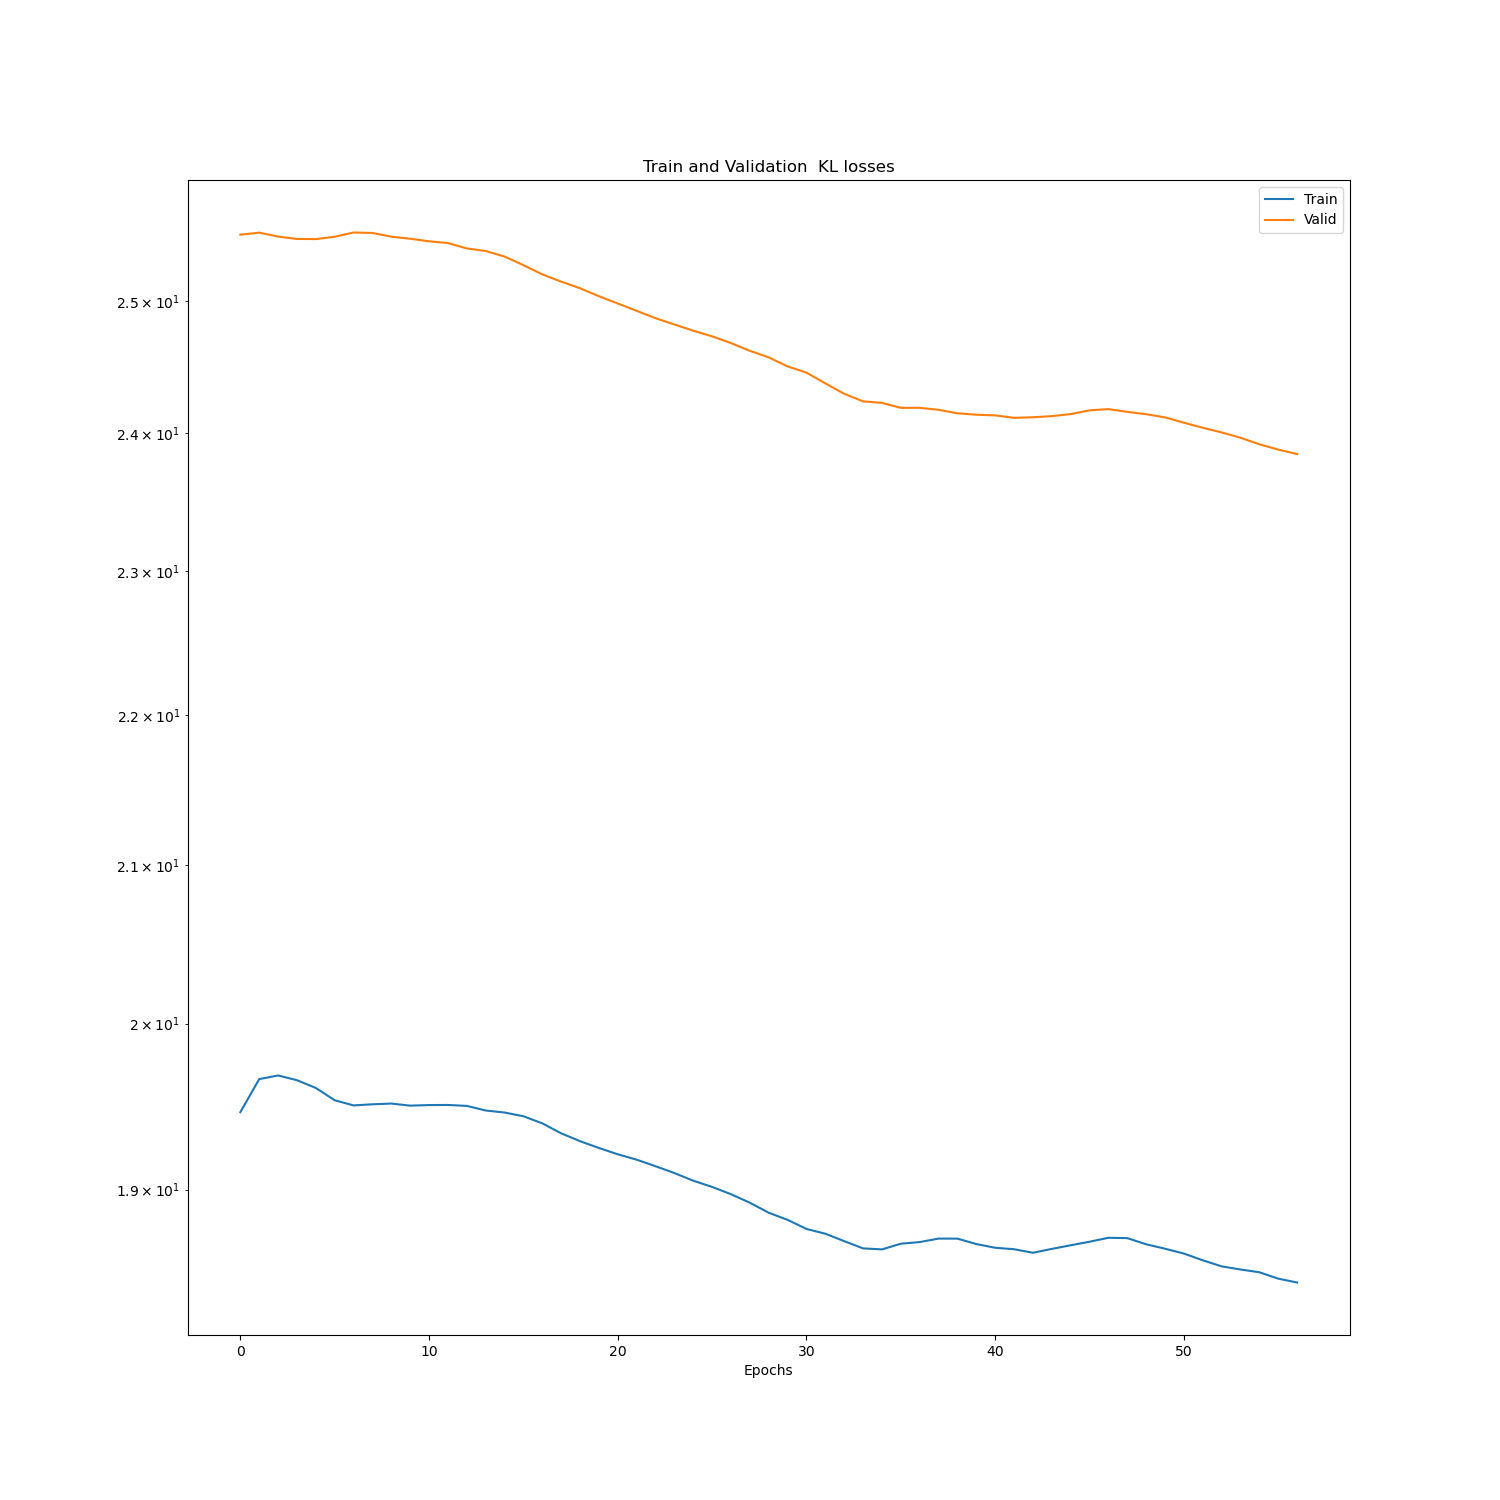 Train and Validation  KL losses
Train
Valid
2.5 × 10¹
2.4 × 10¹
2.3 × 10¹
2.2 × 10¹
2.1 × 10¹
2 × 10¹
1.9 × 10¹
0 10 20 30 40 50
Epochs